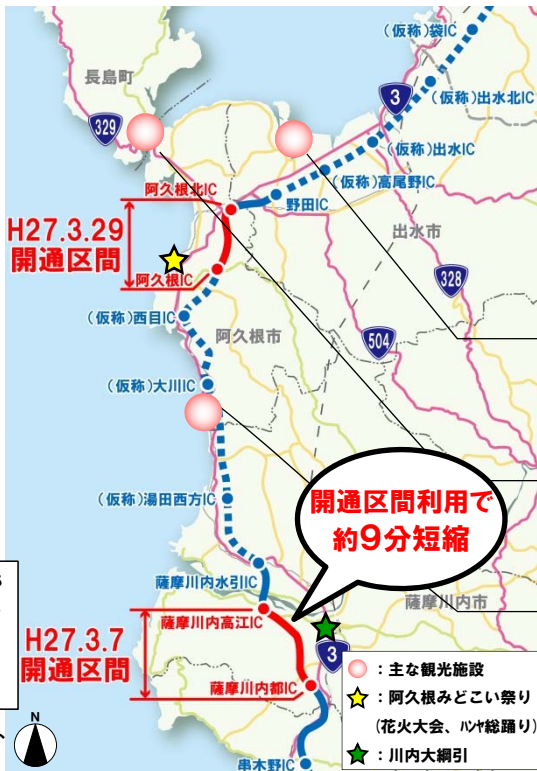 (仮称)袋IC
長島町
3
(仮称)出水北IC
329
(仮称)出水IC
阿久根北IC
(仮称)高尾野IC
野田IC
H27.3.29
開通区間
出水市
阿久根IC
328
(仮称)西目IC
阿久根市
504
(仮称)大川IC
開通区間利用で
約9分短縮
(仮称)湯田西方IC
薩摩川内水引IC
薩摩川内市
薩摩川内高江IC
H27.3.7
開通区間
3
:主な観光施設
薩摩川内都IC
:阿久根みどこい祭り
(花火大会、ハンヤ総踊り)
N
:川内大綱引
串木野IC